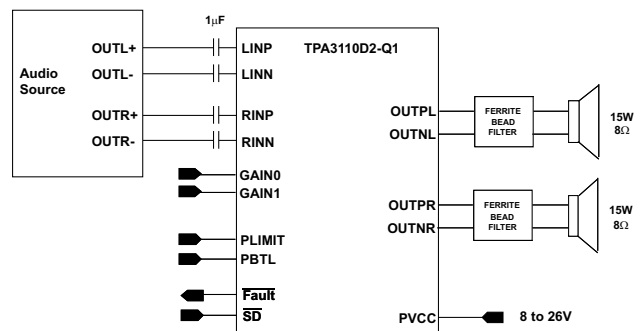 1μF
OUTL+
LINP
TPA3110D2-Q1
OUTL-
LINN
Audio
Source
OUTR+
RINP
OUTR-
RINN
OUTPL
OUTNL
FERRITE
BEAD
FILTER
15W
8Ω
GAIN0
GAIN1
OUTPR
OUTNR
FERRITE
BEAD
FILTER
15W
8Ω
PLIMIT
PBTL
Fault
SD
PVCC
8 to 26V